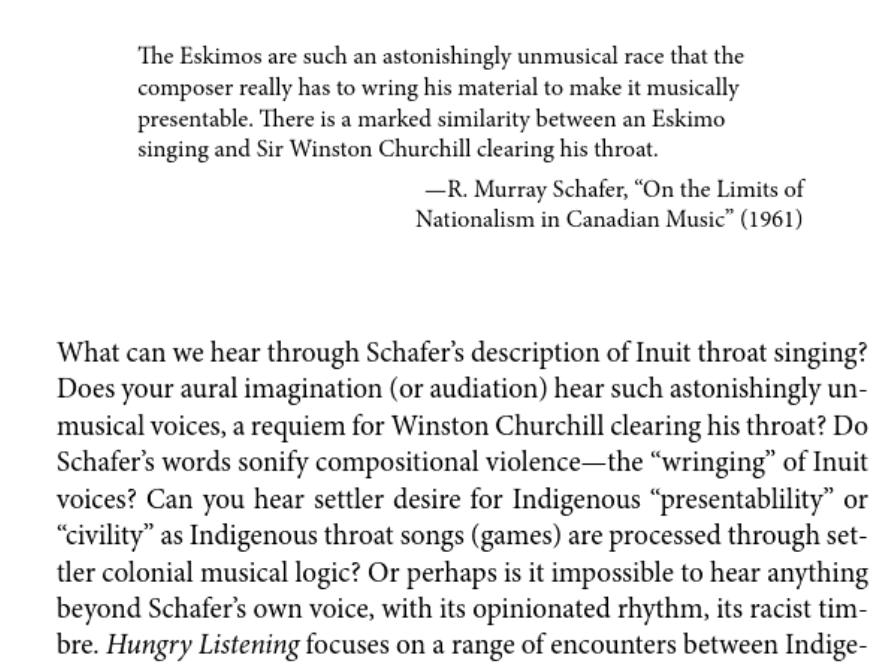 The Eskimos are such an astonishingly unmusical race that the
composer really has to wring his material to make it musically
presentable. There is a marked similarity between an Eskimo
singing and Sir Winston Churchill clearing his throat.
—R. Murray Schafer, “On the Limits of
Nationalism in Canadian Music” (1961)
What can we hear through Schafer’s description of Inuit throat singing?
Does your aural imagination (or audiation) hear such astonishingly un-
musical voices, a requiem for Winston Churchill clearing his throat? Do
Schafer’s words sonify compositional violence—the “wringing” of Inuit
voices? Can you hear settler desire for Indigenous “presentablility” or
“civility” as Indigenous throat songs (games) are processed through set-
tler colonial musical logic? Or perhaps is it impossible to hear anything
beyond Schafer’s own voice, with its opinionated rhythm, its racist tim-
bre. Hungry Listening focuses on a range of encounters between Indige-